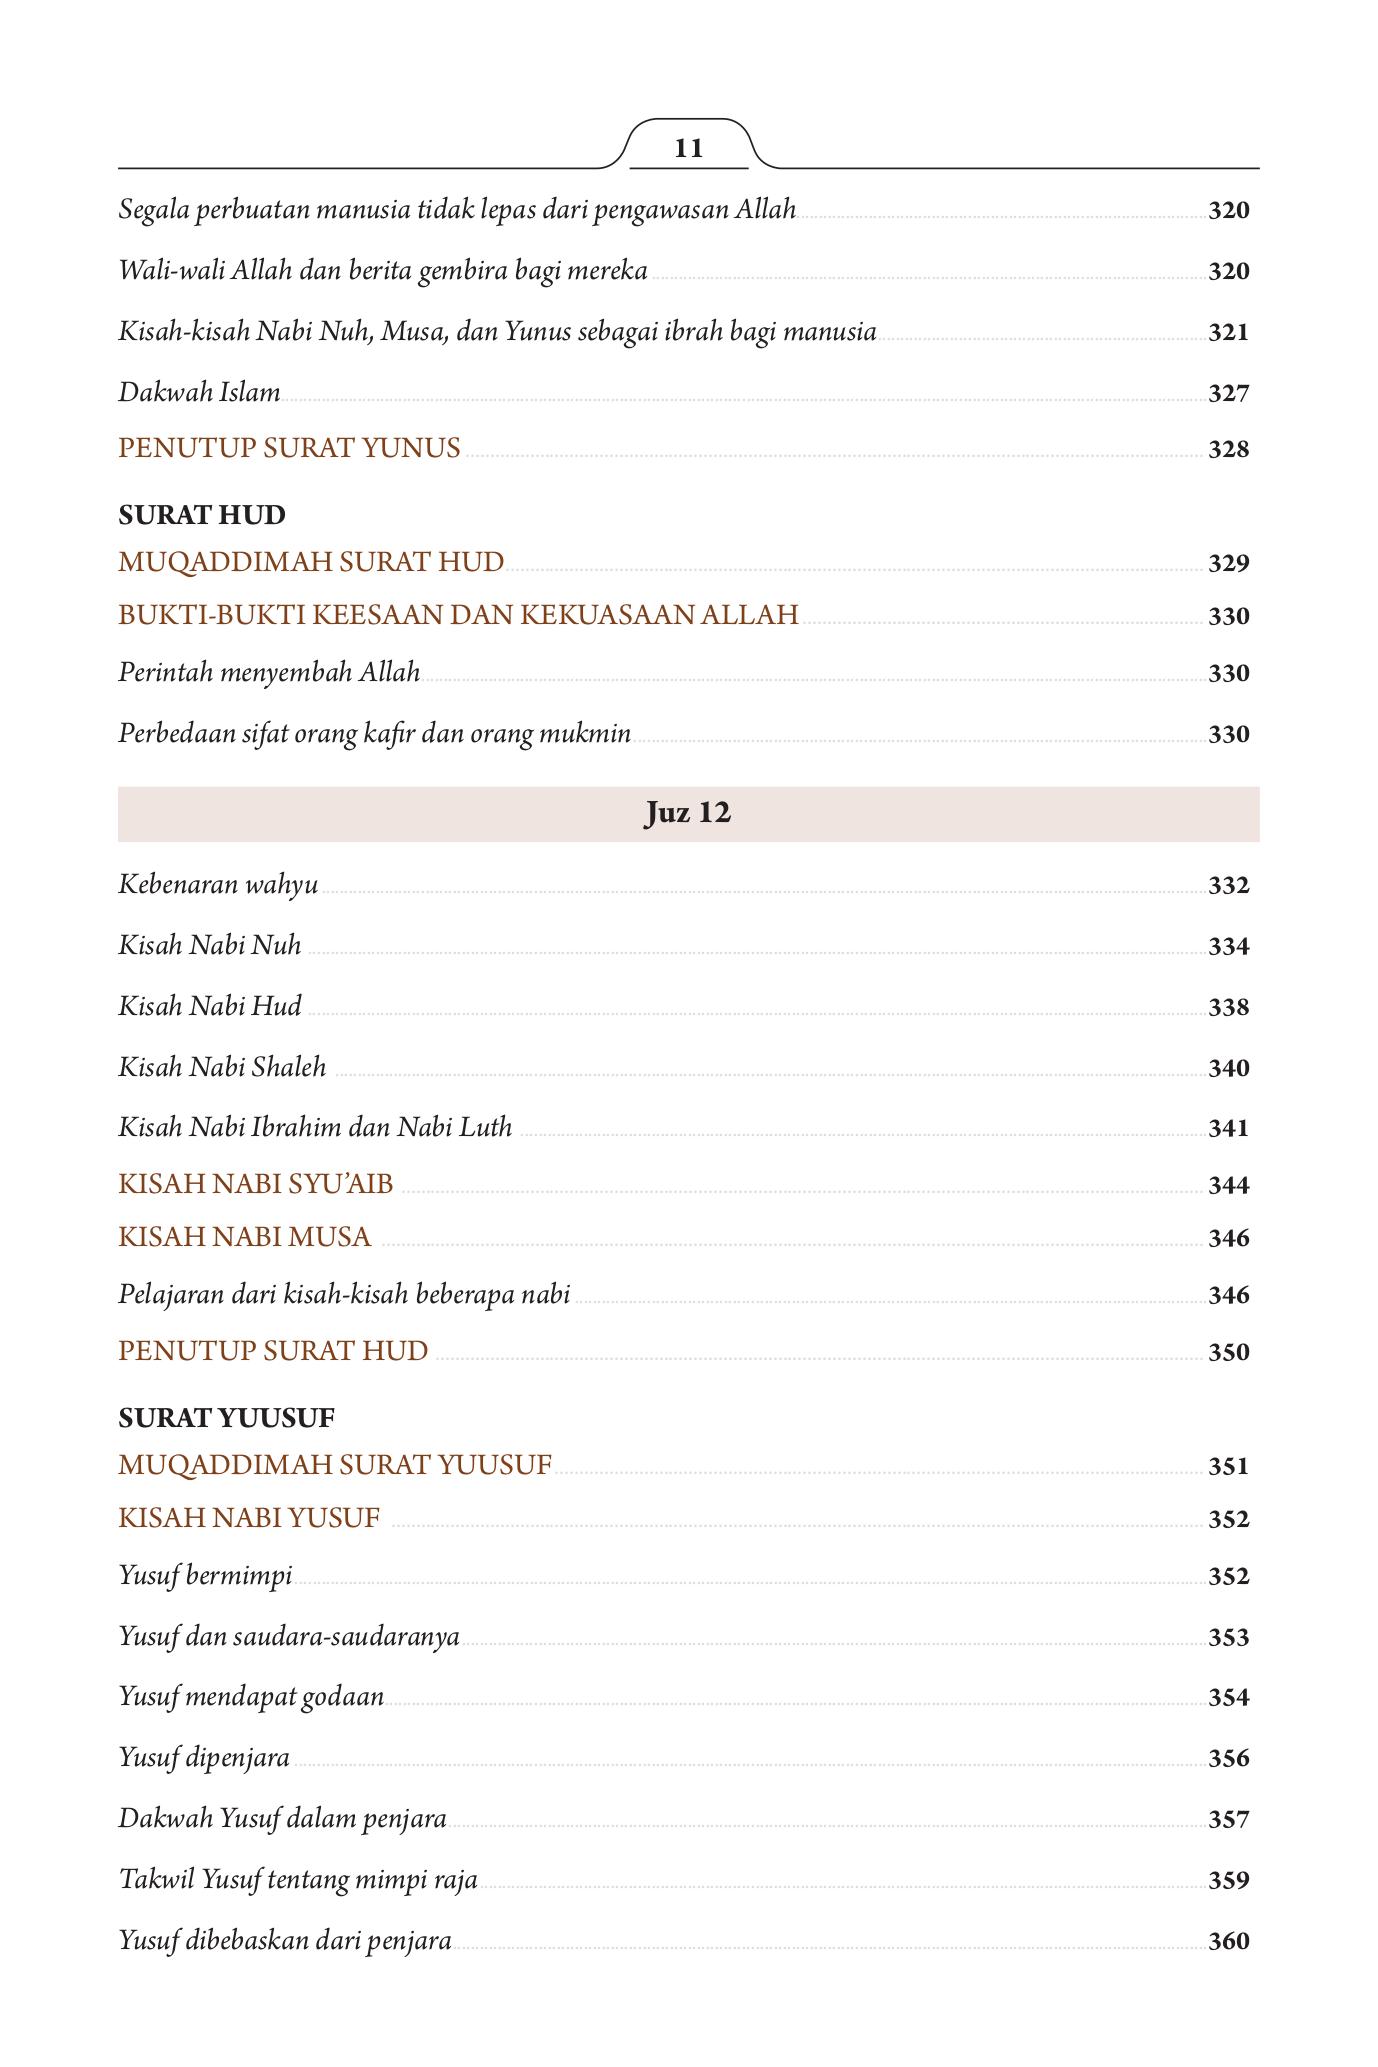 11
Segala perbuatan manusia tidak lepas dari pengawasan Allah 320
Wali-wali Allah dan berita gembira bagi mereka 320
Kisah-kisah Nabi Nuh, Musa, dan Yunus sebagai ibrah bagi manusia 321
Dakwah Islam 327
PENUTUP SURAT YUNUS 328
SURAT HUD
MUQADDIMAH SURAT HUD 329
BUKTI-BUKTI KEESAAN DAN KEKUASAAN ALLAH 330
Perintah menyembah Allah 330
Perbedaan sifat orang kafir dan orang mukmin 330
Juz 12
Kebenaran wahyu 332
Kisah Nabi Nuh 334
Kisah Nabi Hud 338
Kisah Nabi Shaleh 340
Kisah Nabi Ibrahim dan Nabi Luth 341
KISAH NABI SYU’AIB 344
KISAH NABI MUSA 346
Pelajaran dari kisah-kisah beberapa nabi 346
PENUTUP SURAT HUD 350
SURAT YUUSUF
MUQADDIMAH SURAT YUUSUF 351
KISAH NABI YUSUF 352
Yusuf bermimpi 352
Yusuf dan saudara-saudaranya 353
Yusuf mendapat godaan 354
Yusuf dipenjara 356
Dakwah Yusuf dalam penjara 357
Takwil Yusuf tentang mimpi raja 359
Yusuf dibebaskan dari penjara 360